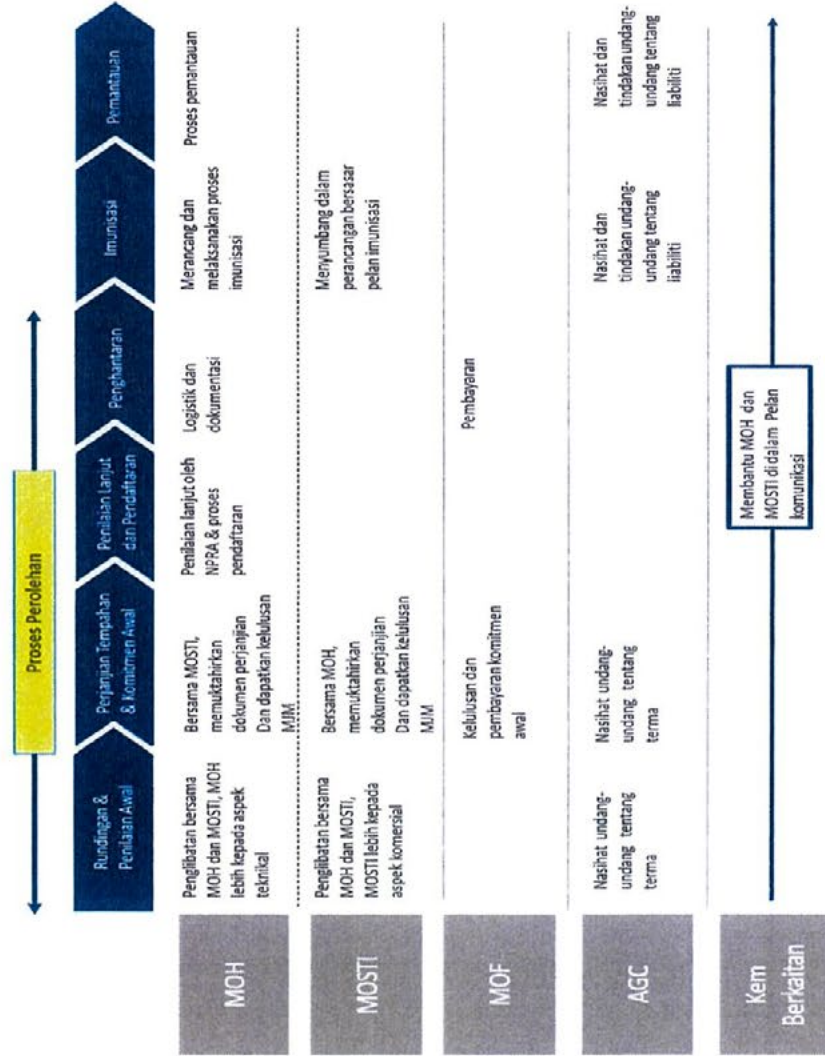 Proses Perolehan
Rundingan &
Penilaian Awal
Perjanjian Tempahan
& Komitmen Awal
Penilaian Lanjut
dan Pendaftaran
Penghantaran
Imunisasi
Pemantauan
MOH
Penglibatan bersama
MOH dan MOSTI, MOH
lebih kepada aspek
teknikal
Bersama MOSTI,
memuktahirkan
dokumen perjanjian
Dan dapatkan kelulusan
MJM
Penilaian lanjut oleh
NPRA & proses
pendaftaran
Logistik dan
dokumentasi
Merancang dan
melaksanakan proses
imunisasi
Proses pemantauan
MOSTI
Penglibatan bersama
MOH dan MOSTI,
MOSTI lebih kepada
aspek komersial
Bersama MOH,
memuktahirkan
dokumen perjanjian
Dan dapatkan kelulusan
MJM
Menyumbang dalam
perancangan bersasar
pelan imunisasi
MOF
Kelulusan dan
pembayaran komitmen
awal
Pembayaran
AGC
Nasihat undang-
undang tentang
terma
Nasihat undang-
undang tentang
terma
Nasihat dan
tindakan undang-
undang tentang
liabiliti
Nasihat dan
tindakan undang-
undang tentang
liabiliti
Kem
Berkaitan
Membantu MOH dan
MOSTI di dalam Pelan
komunikasi